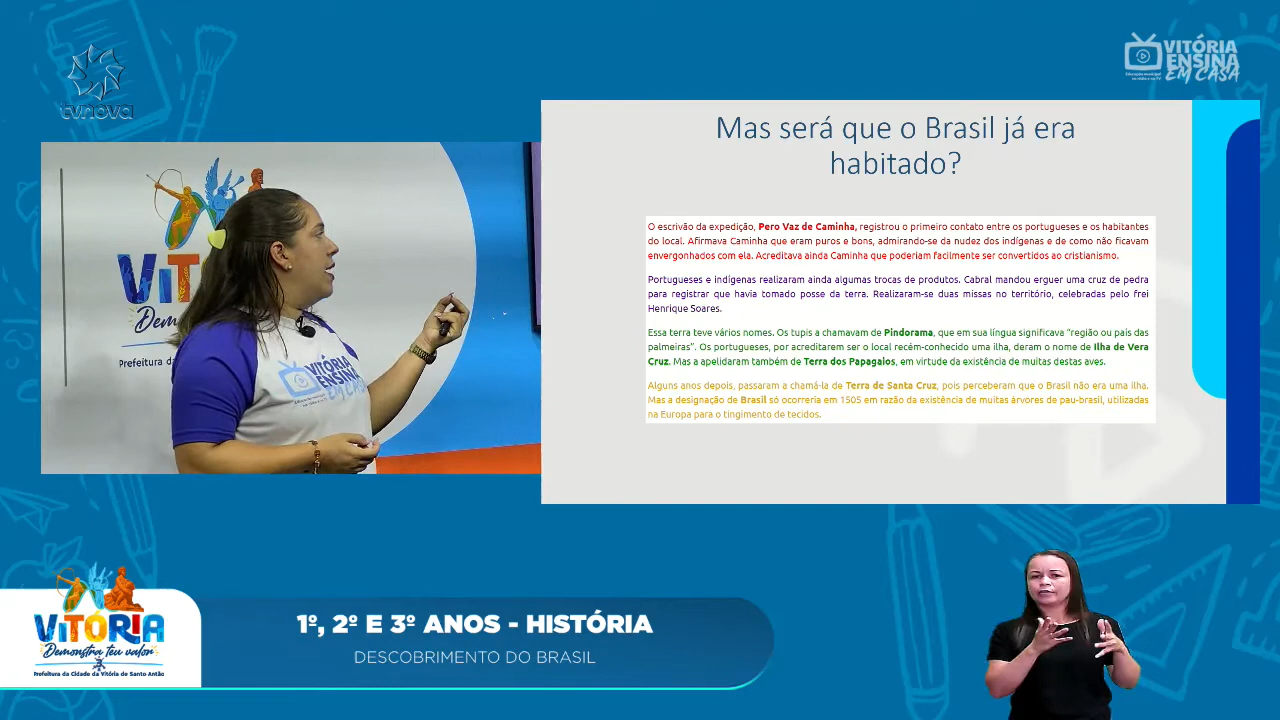 tvnova
VITÓRIA
ENSINA
EM CASA
Mas será que o Brasil já era
habitado?
O escrivão da expedição, Pero Vaz de Caminha, registrou o primeiro contato entre os portugueses e os habitantes
do local. Afirmava Caminha que eram puros e bons, admirando-se da nudez dos indígenas e de como não ficavam
envergonhados com ela. Acreditava ainda Caminha que poderiam facilmente ser convertidos ao cristianismo.
Portugueses e indígenas realizaram ainda algumas trocas de produtos. Cabral mandou erguer uma cruz de pedra
para registrar que havia tomado posse da terra. Realizaram-se duas missas no território, celebradas pelo frei
Henrique Soares.
Essa terra teve vários nomes. Os tupis a chamavam de Pindorama, que em sua língua significava "região ou país das
palmeiras". Os portugueses, por acreditarem ser o local recém-conhecido uma ilha, deram o nome de Ilha de Vera
Cruz. Mas a apelidaram também de Terra dos Papagaios, em virtude da existência de muitas destas aves.
Alguns anos depois, passaram a chamá-la de Terra de Santa Cruz, pois perceberam que o Brasil não era uma ilha.
Mas a designação de Brasil só ocorreria em 1505 em razão da existência de muitas árvores de pau-brasil, utilizadas
na Europa para o tingimento de tecidos.
VIT
Dem
Prefeitura da
VITÓRIA
ENSINA
EM CASA
1º, 2º E 3º ANOS - HISTÓRIA
DESCOBRIMENTO DO BRASIL
VITÓRIA
Demonstra teu valor
Prefeitura da Cidade da Vitória de Santo Antão